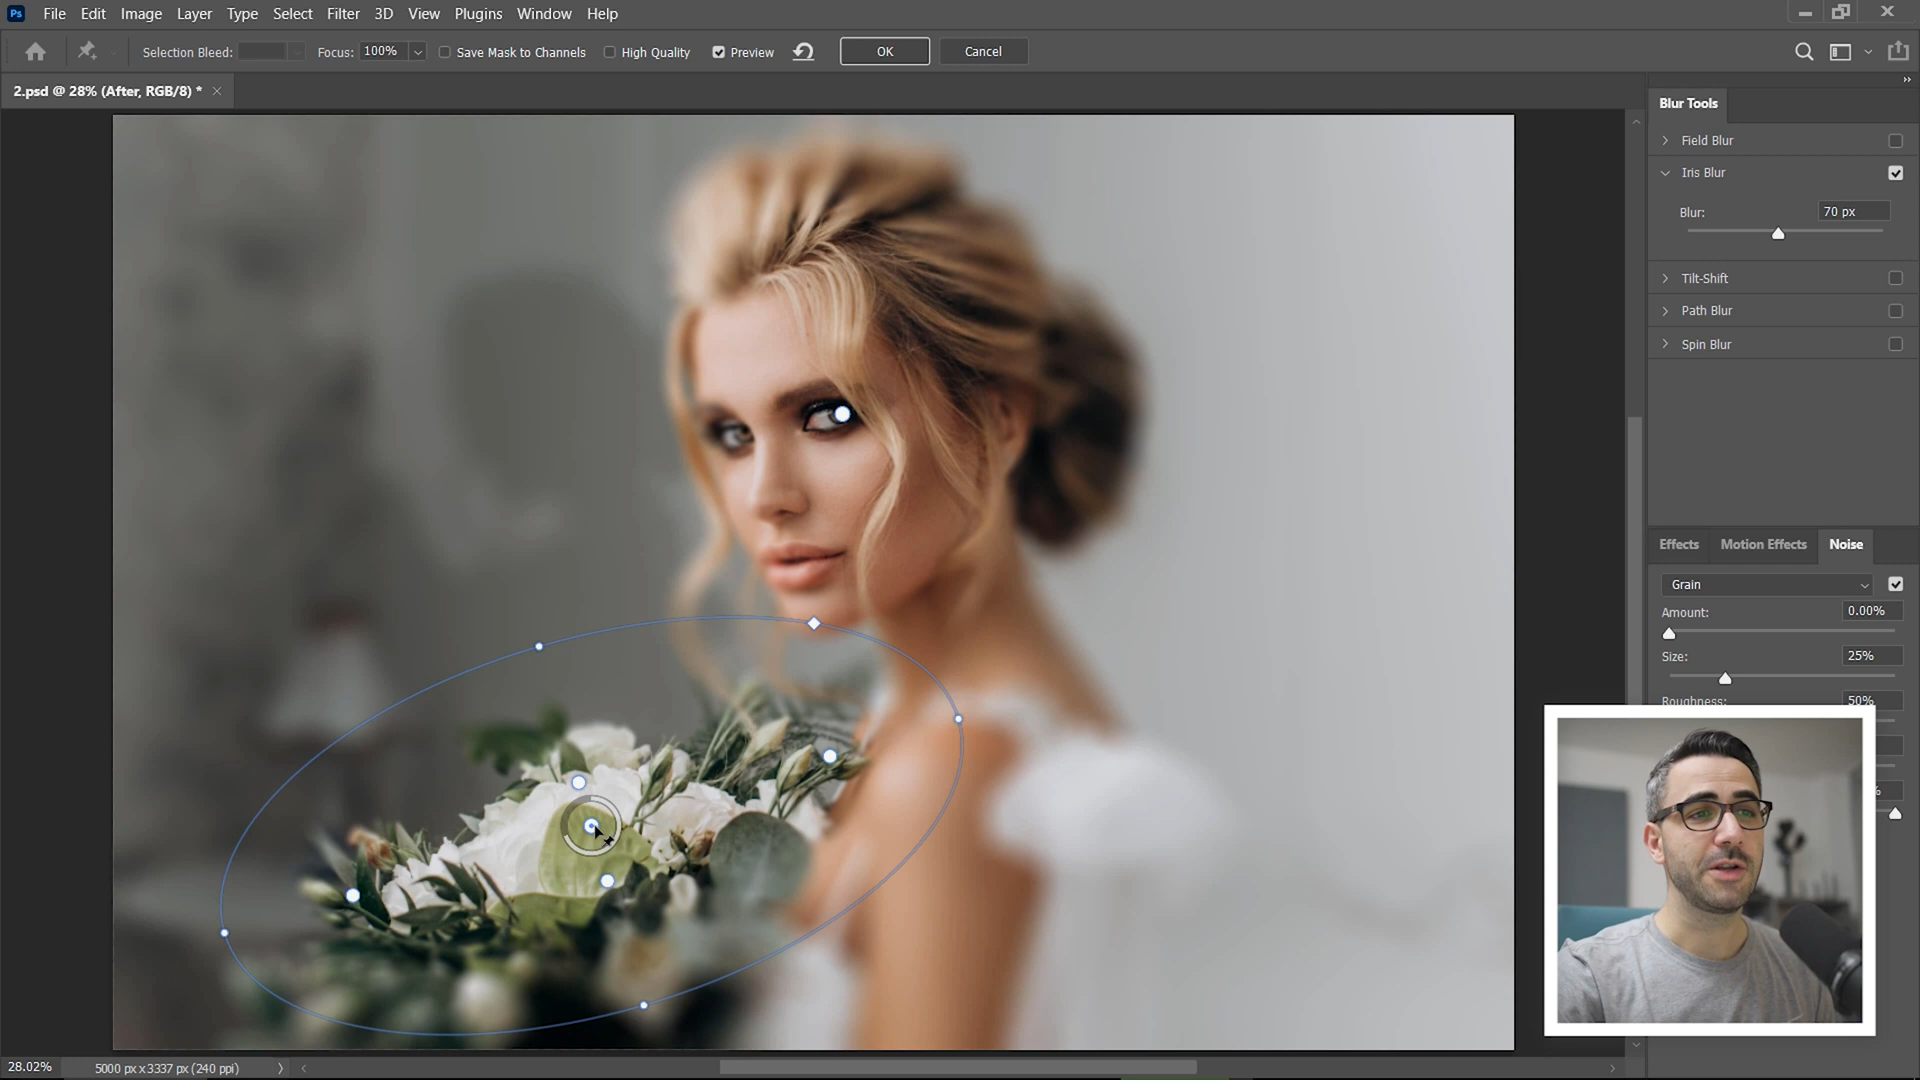 Ps File Edit Image Layer Type Select Filter 3D View Plugins Window Help
Selection Bleed: Focus: 100% Save Mask to Channels High Quality Preview OK Cancel
2.psd @ 28% (After, RGB/8) *
Blur Tools
Field Blur
Iris Blur
Blur: 70 px
Tilt-Shift
Path Blur
Spin Blur
Effects Motion Effects Noise
Grain
Amount: 0.00%
Size: 25%
Roughness: 50%
%
28.02% 5000 px x 3337 px (240 ppi)